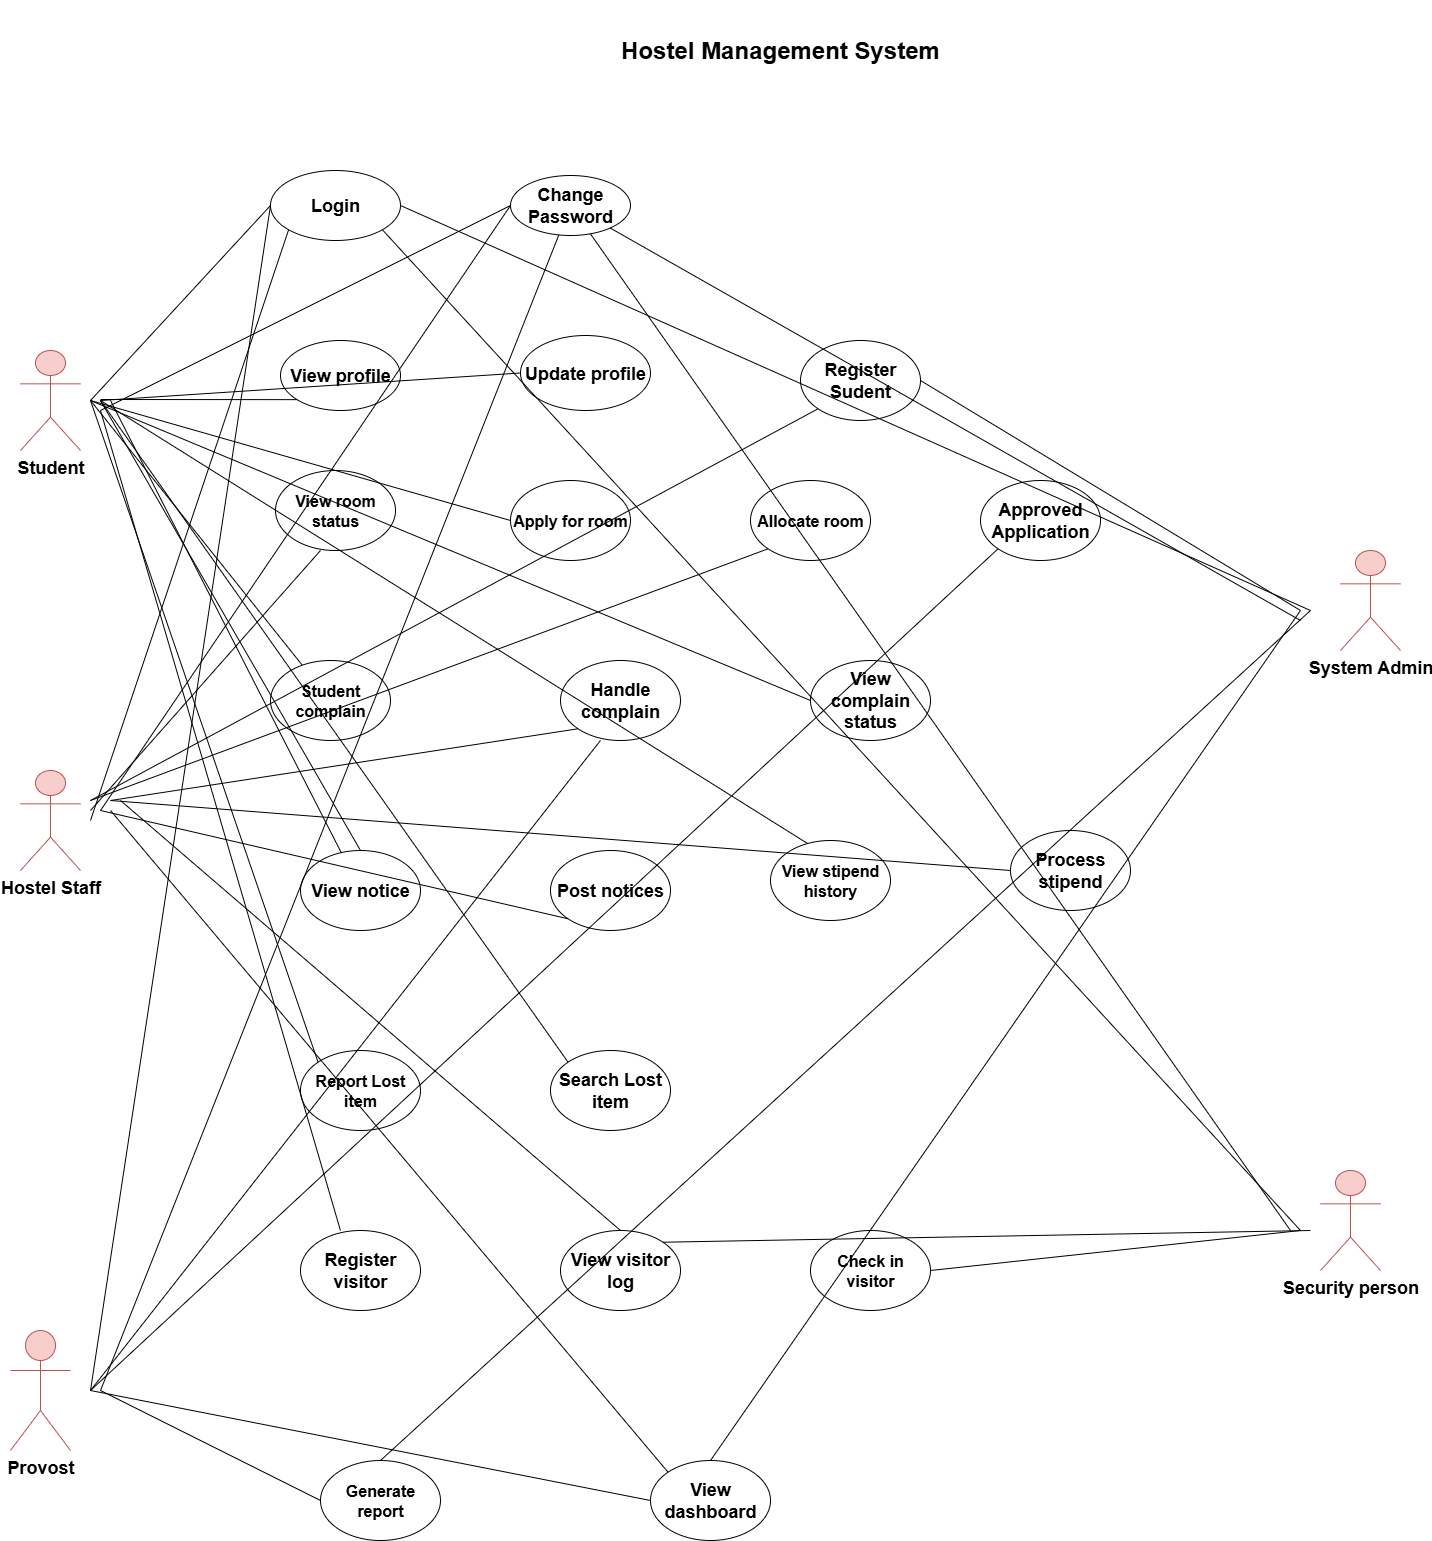 Hostel Management System
Login
Change
Password
View profile
Update profile
Register
Sudent
Student
View room
status
Apply for room
Allocate room
Approved
Application
System Admin
Student
complain
Handle
complain
View
complain
status
Hostel Staff
View notice
Post notices
View stipend
history
Process
stipend
Report Lost
item
Search Lost
item
Register
visitor
View visitor
log
Check in
visitor
Security person
Provost
Generate
report
View
dashboard